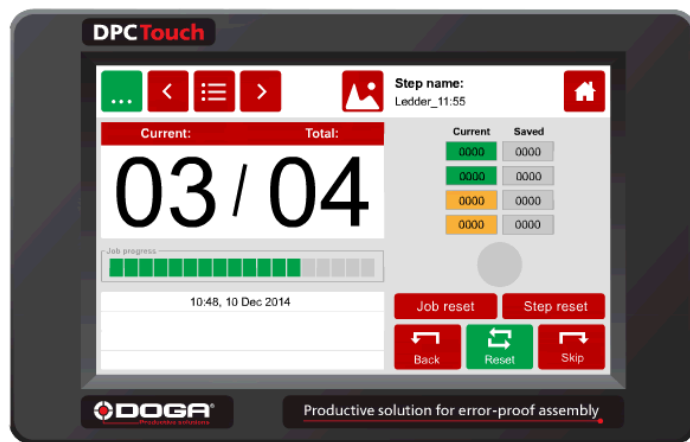 DPCTouch
...
Step name:
Ledder_11:55
Current: Total:
03 / 04
Current Saved
0000 0000
0000 0000
0000 0000
0000 0000
Job progress
10:48, 10 Dec 2014
Job reset Step reset
Back Reset Skip
DOGA®
Productive solutions
Productive solution for error-proof assembly